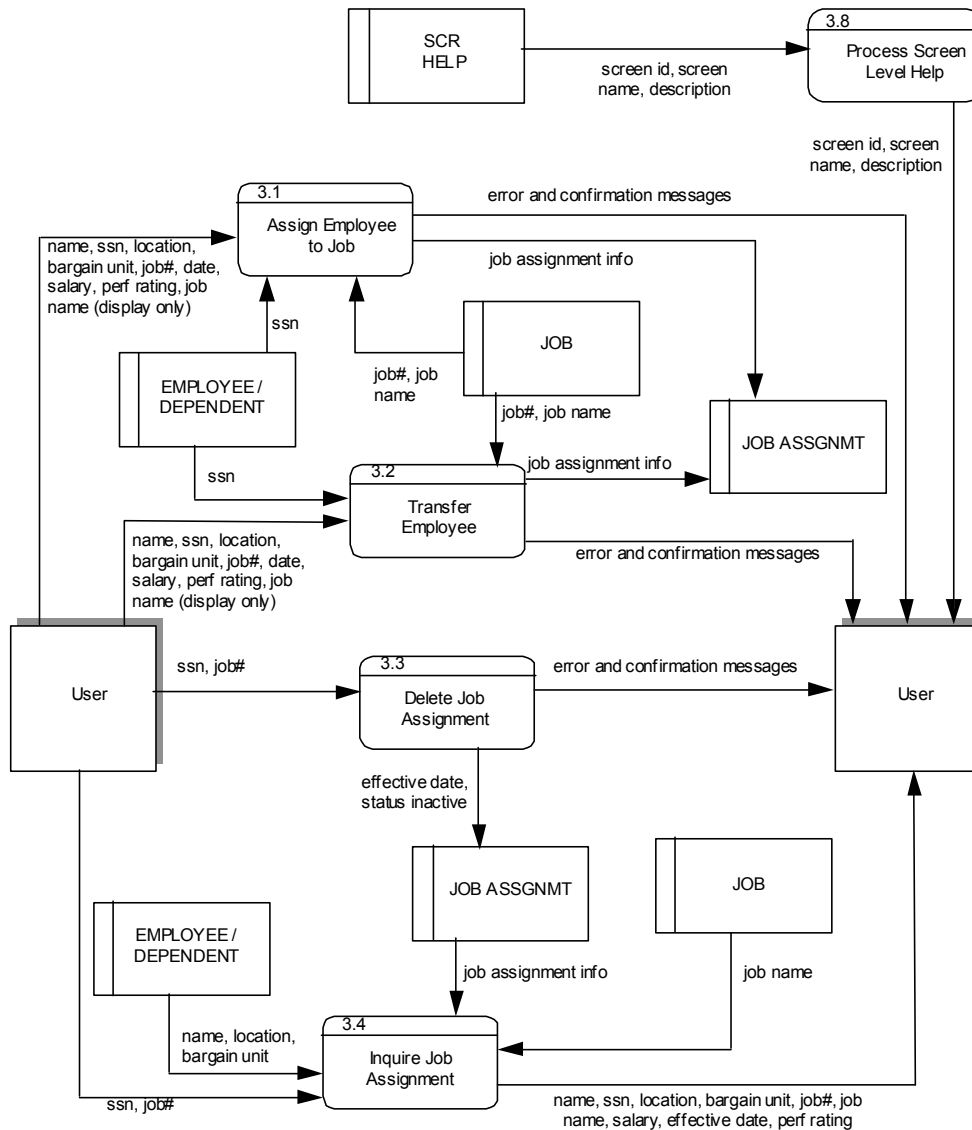 SCR
HELP
3.8
Process Screen
Level Help
screen id, screen
name, description
screen id, screen
name, description
3.1
Assign Employee
to Job
error and confirmation messages
name, ssn, location,
bargain unit, job#, date,
salary, perf rating, job
name (display only)
job assignment info
ssn
JOB
job#, job
name
EMPLOYEE /
DEPENDENT
job#, job name
JOB ASSGNMT
3.2
Transfer
Employee
job assignment info
ssn
name, ssn, location,
bargain unit, job#, date,
salary, perf rating, job
name (display only)
error and confirmation messages
User
ssn, job#
3.3
Delete Job
Assignment
error and confirmation messages
User
effective date,
status inactive
JOB ASSGNMT
JOB
EMPLOYEE /
DEPENDENT
job assignment info
job name
name, location,
bargain unit
3.4
Inquire Job
Assignment
ssn, job#
name, ssn, location, bargain unit, job#, job
name, salary, effective date, perf rating